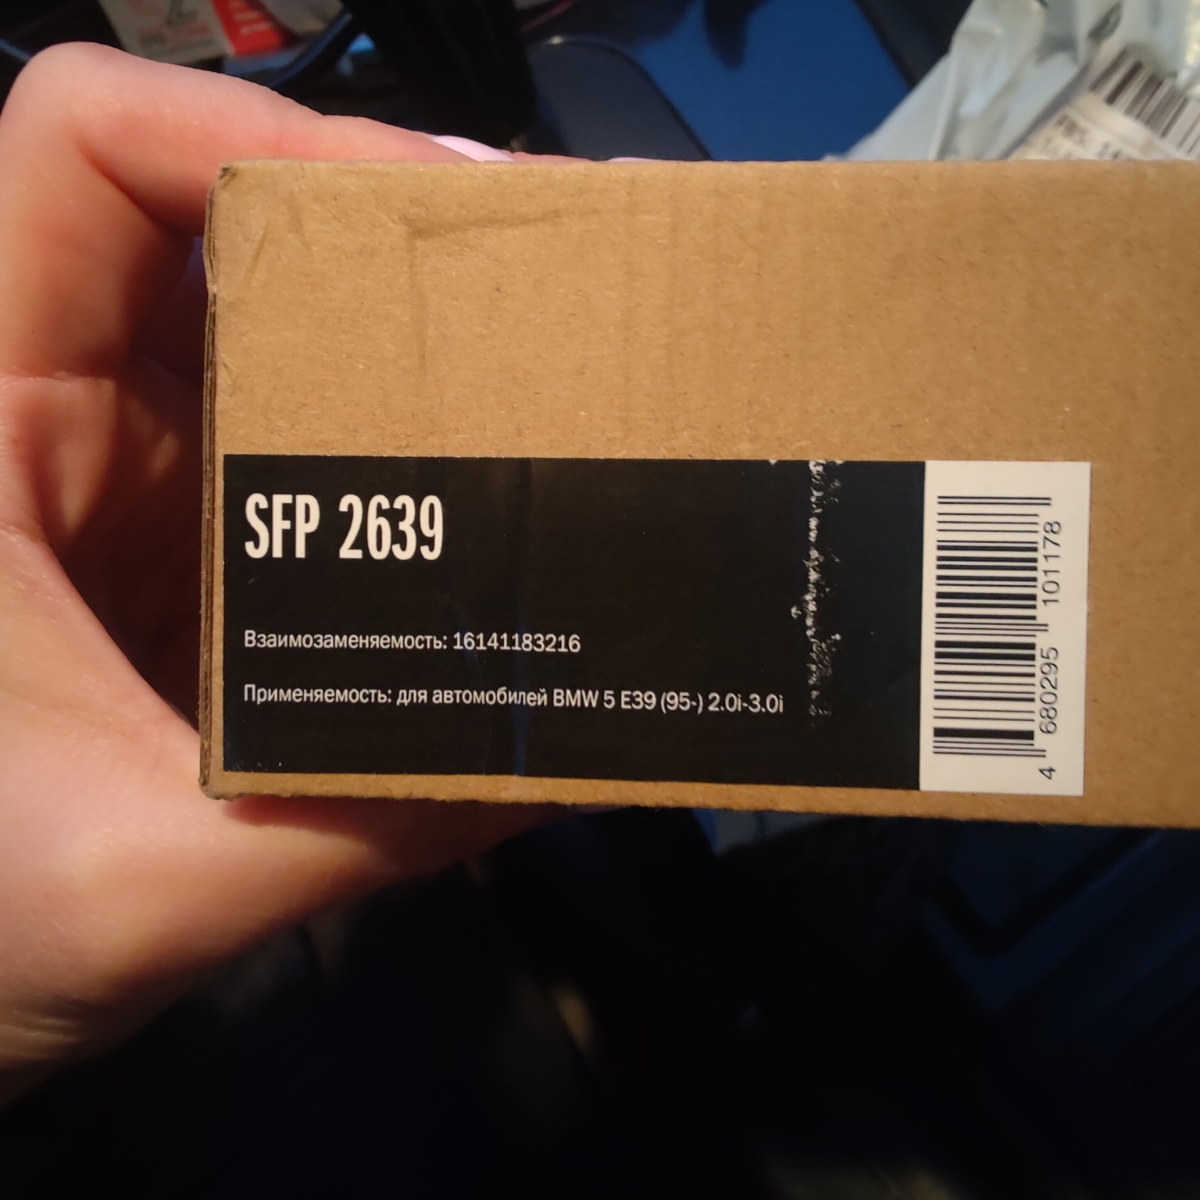 SFP 2639
Взаимозаменяемость: 16141183216
Применяемость: для автомобилей BMW 5 E39 (95-) 2.0i-3.0i
4 680295 101178